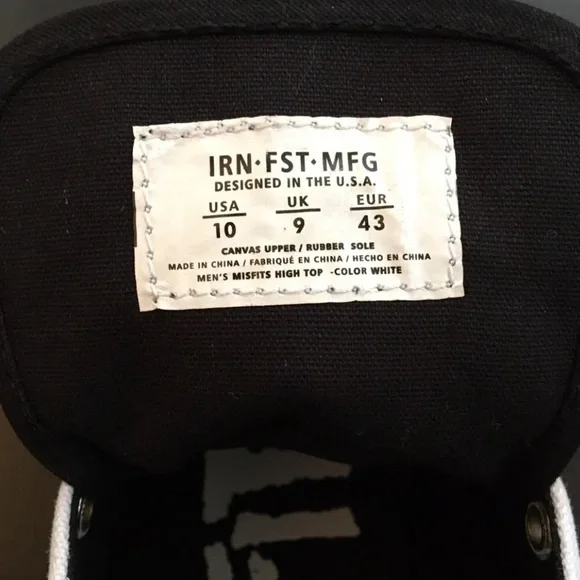 IRN·FST·MFG
DESIGNED IN THE U.S.A.
USA UK EUR
10 9 43
CANVAS UPPER / RUBBER SOLE
MADE IN CHINA / FABRIQUÉ EN CHINA / HECHO EN CHINA
MEN'S MISFITS HIGH TOP -COLOR WHITE